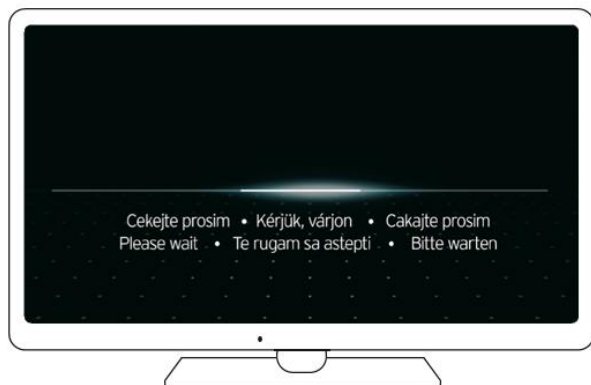 Cekejte prosim • Kérjük, várjon • Cakajte prosim
Please wait • Te rugam sa astepti • Bitte warten